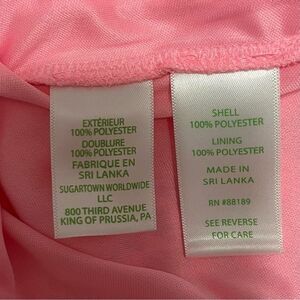 EXTÉRIEUR
100% POLYESTER
DOUBLURE
100% POLYESTER
FABRIQUE EN
SRI LANKA
SUGARTOWN WORLDWIDE
LLC
800 THIRD AVENUE
KING OF PRUSSIA, PA
SHELL
100% POLYESTER
LINING
100% POLYESTER
MADE IN
SRI LANKA
RN #88189
SEE REVERSE
FOR CARE